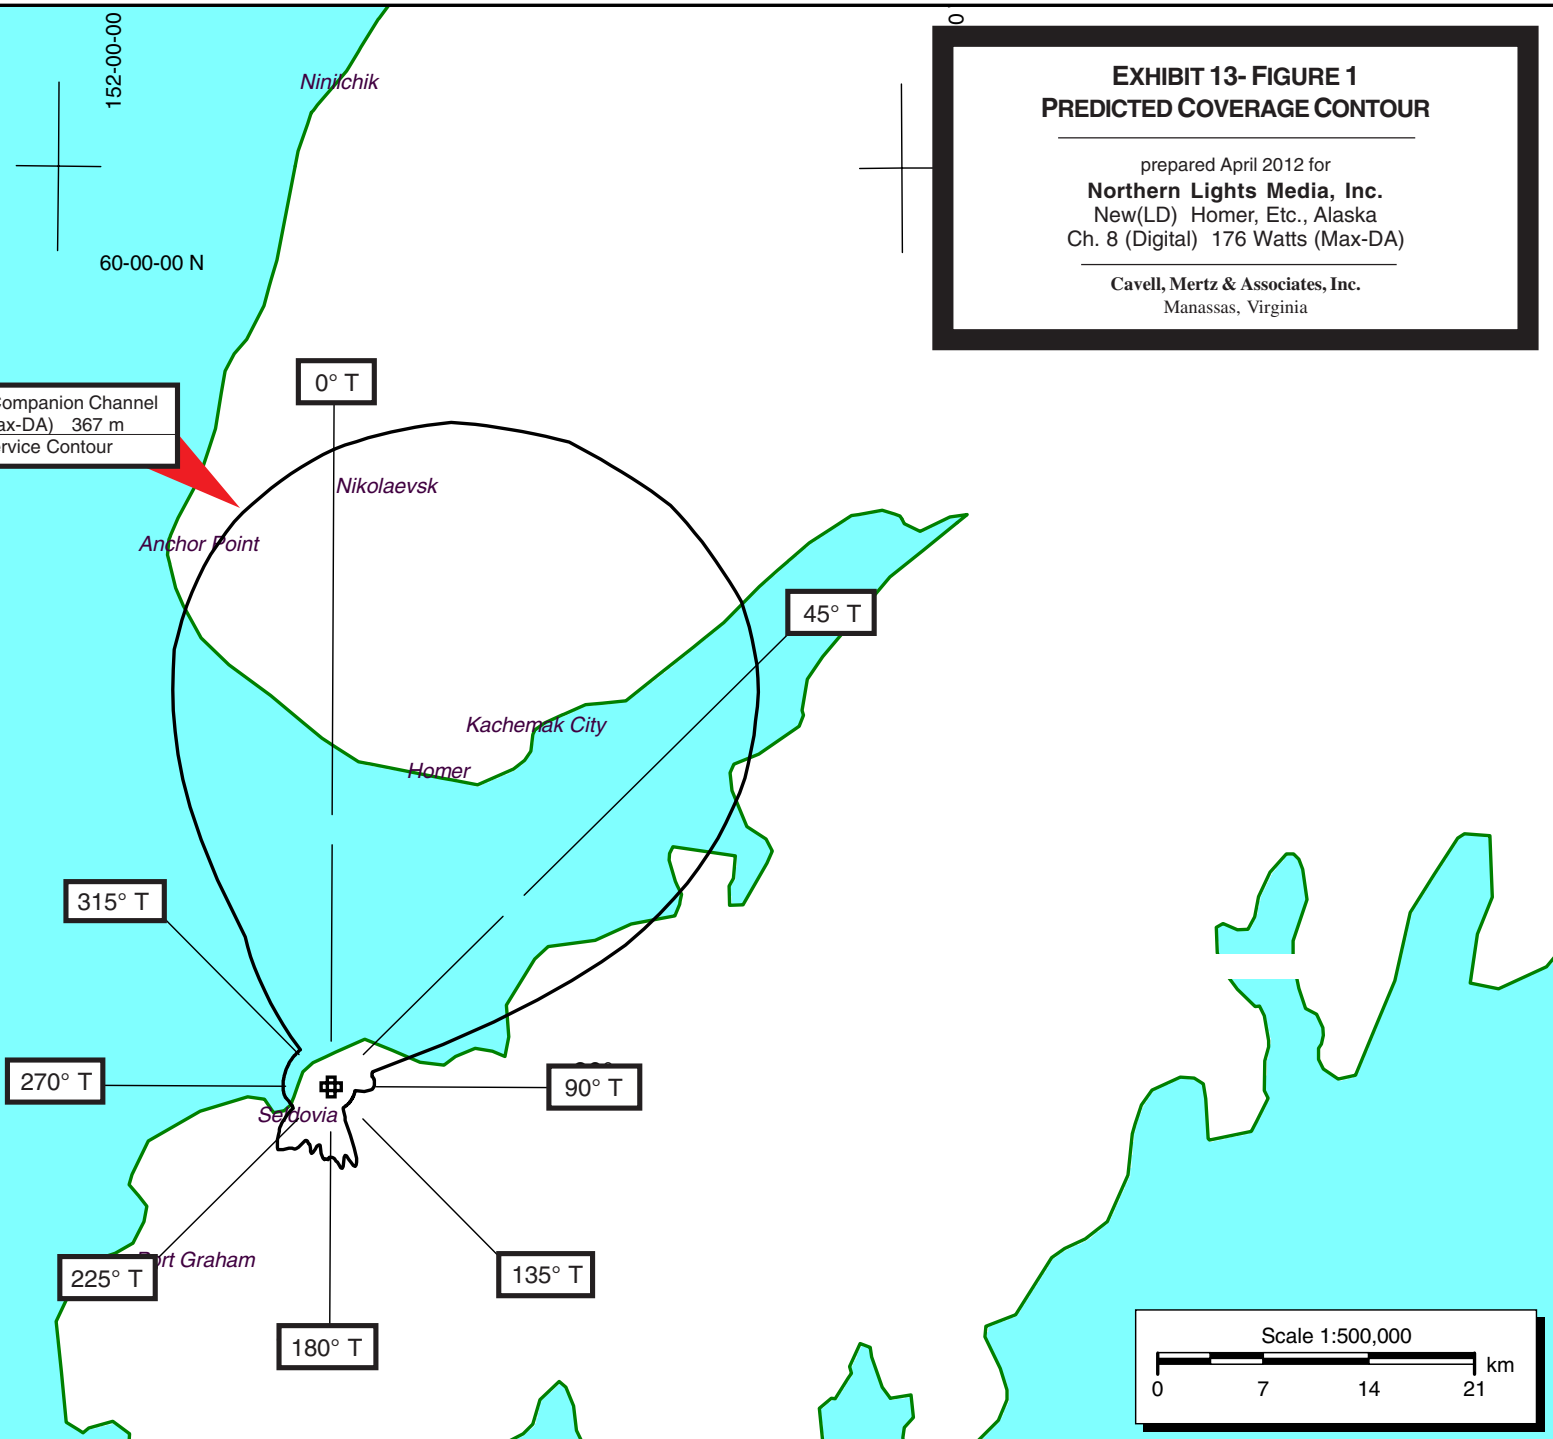 152-00-00
0
EXHIBIT 13- FIGURE 1
PREDICTED COVERAGE CONTOUR
prepared April 2012 for
Northern Lights Media, Inc.
New(LD) Homer, Etc., Alaska
Ch. 8 (Digital) 176 Watts (Max-DA)
Cavell, Mertz & Associates, Inc.
Manassas, Virginia
Ninilchik
60-00-00 N
0° T
ompanion Channel
ax-DA) 367 m
rvice Contour
Nikolaevsk
Anchor Point
45° T
Kachemak City
Homer
315° T
270° T
90° T
Seldovia
Port Graham
225° T
135° T
180° T
Scale 1:500,000
km
0 7 14 21